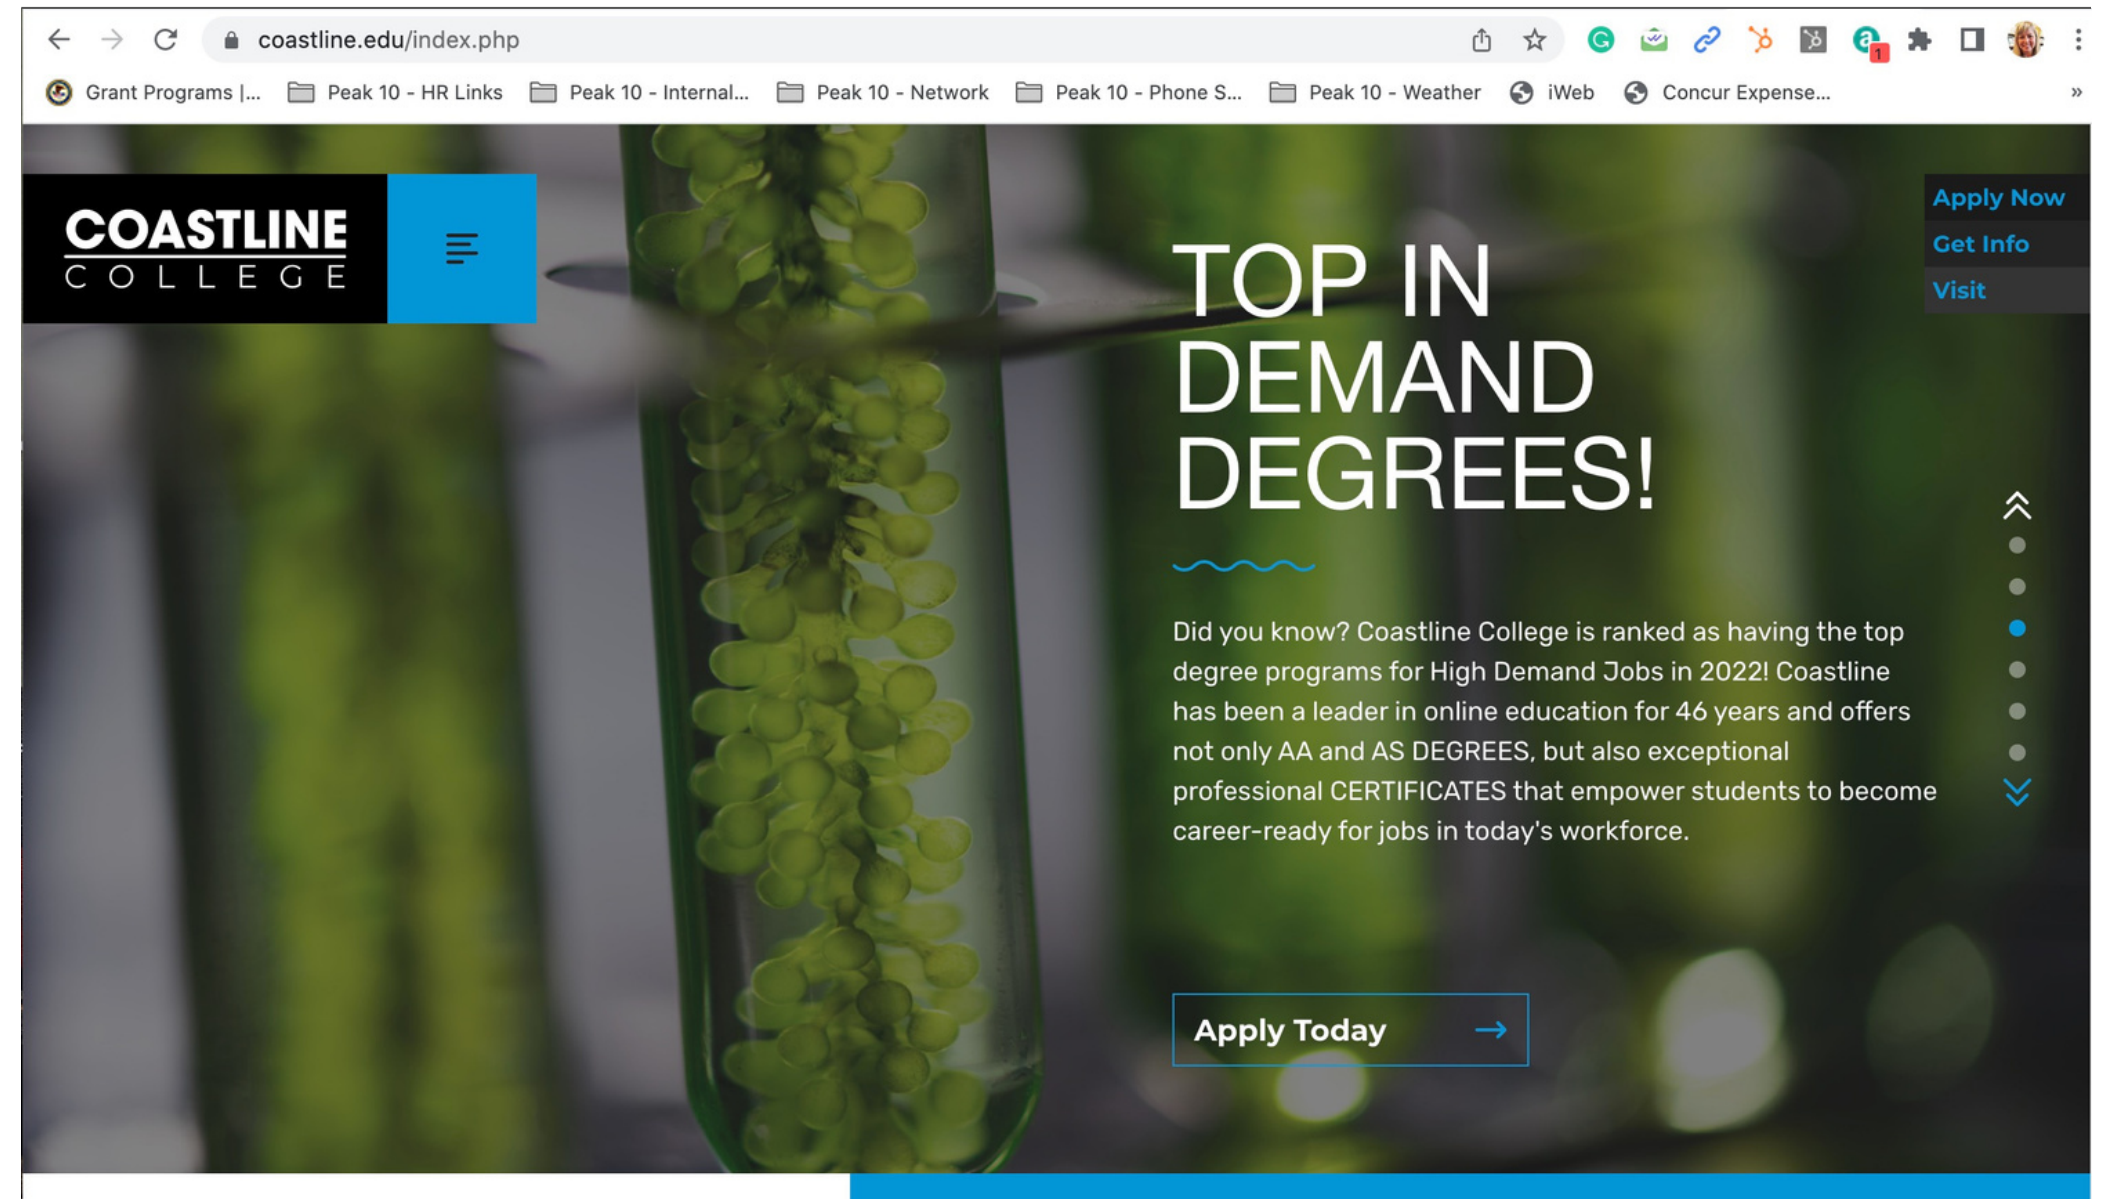 coastline.edu/index.php
1
Grant Programs |...
Peak 10 - HR Links
Peak 10 - Internal...
Peak 10 - Network
Peak 10 - Phone S...
Peak 10 - Weather
iWeb
Concur Expense...
»
COASTLINE
COLLEGE
Apply Now
Get Info
Visit
TOP IN
DEMAND
DEGREES!
Did you know? Coastline College is ranked as having the top
degree programs for High Demand Jobs in 2022! Coastline
has been a leader in online education for 46 years and offers
not only AA and AS DEGREES, but also exceptional
professional CERTIFICATES that empower students to become
career-ready for jobs in today's workforce.
Apply Today